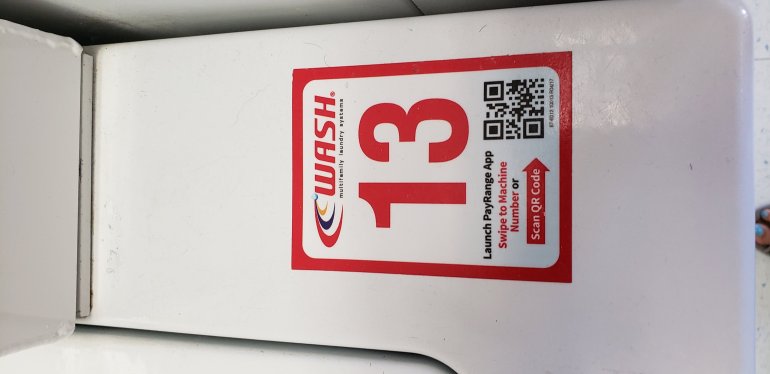 WASH®
multifamily laundry systems
13
Launch PayRange App
Swipe to Machine
Number or
Scan QR Code